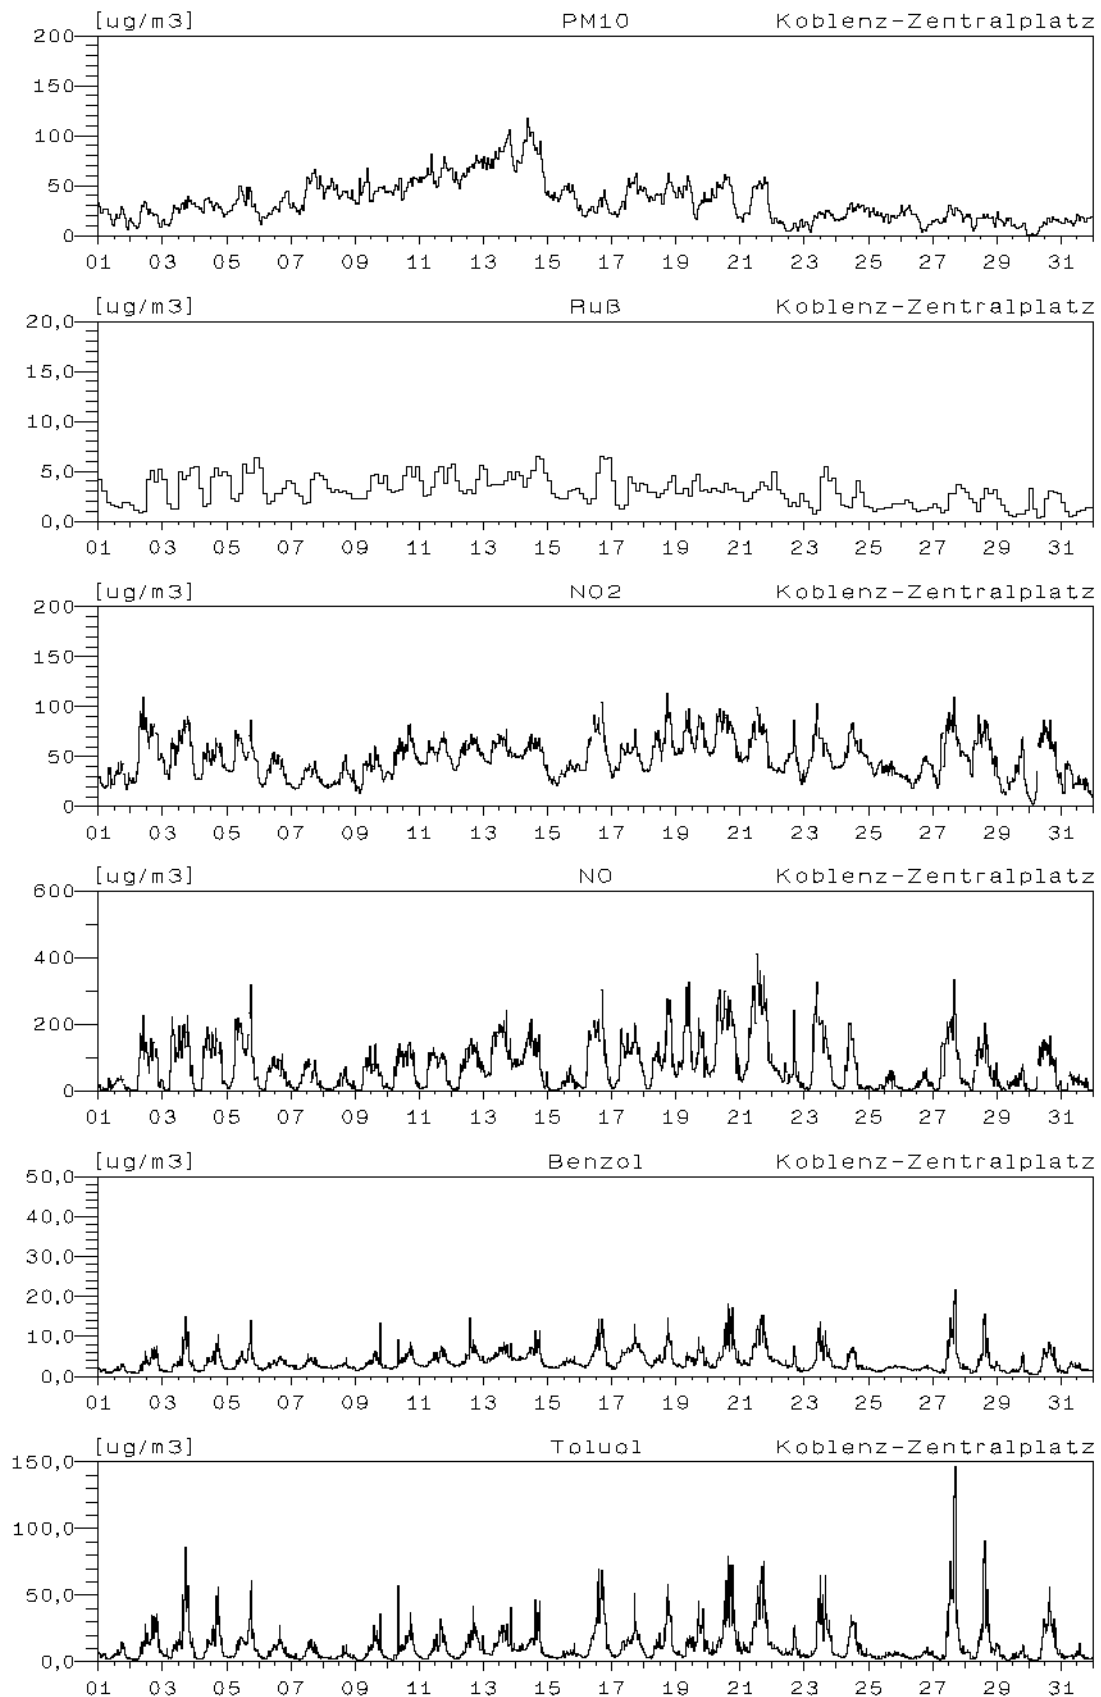 [ug/m3] PM10 Koblenz-Zentralplatz
200
150
100
50
0
01 03 05 07 09 11 13 15 17 19 21 23 25 27 29 31
[ug/m3] Ruß Koblenz-Zentralplatz
20,0
15,0
10,0
5,0
0,0
01 03 05 07 09 11 13 15 17 19 21 23 25 27 29 31
[ug/m3] NO2 Koblenz-Zentralplatz
200
150
100
50
0
01 03 05 07 09 11 13 15 17 19 21 23 25 27 29 31
[ug/m3] NO Koblenz-Zentralplatz
600
400
200
0
01 03 05 07 09 11 13 15 17 19 21 23 25 27 29 31
[ug/m3] Benzol Koblenz-Zentralplatz
50,0
40,0
30,0
20,0
10,0
0,0
01 03 05 07 09 11 13 15 17 19 21 23 25 27 29 31
[ug/m3] Toluol Koblenz-Zentralplatz
150,0
100,0
50,0
0,0
01 03 05 07 09 11 13 15 17 19 21 23 25 27 29 31